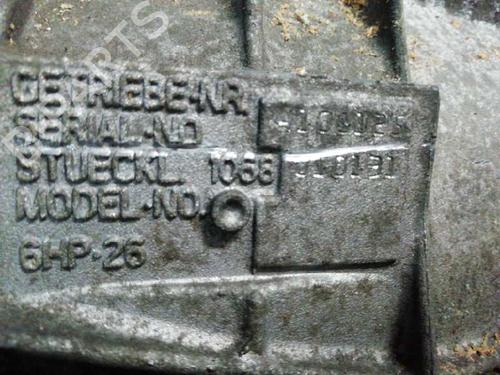 GETRIEBE-NR.
SERIAL-NO
STUECKL. 1068
MODEL-NO.
6HP-26